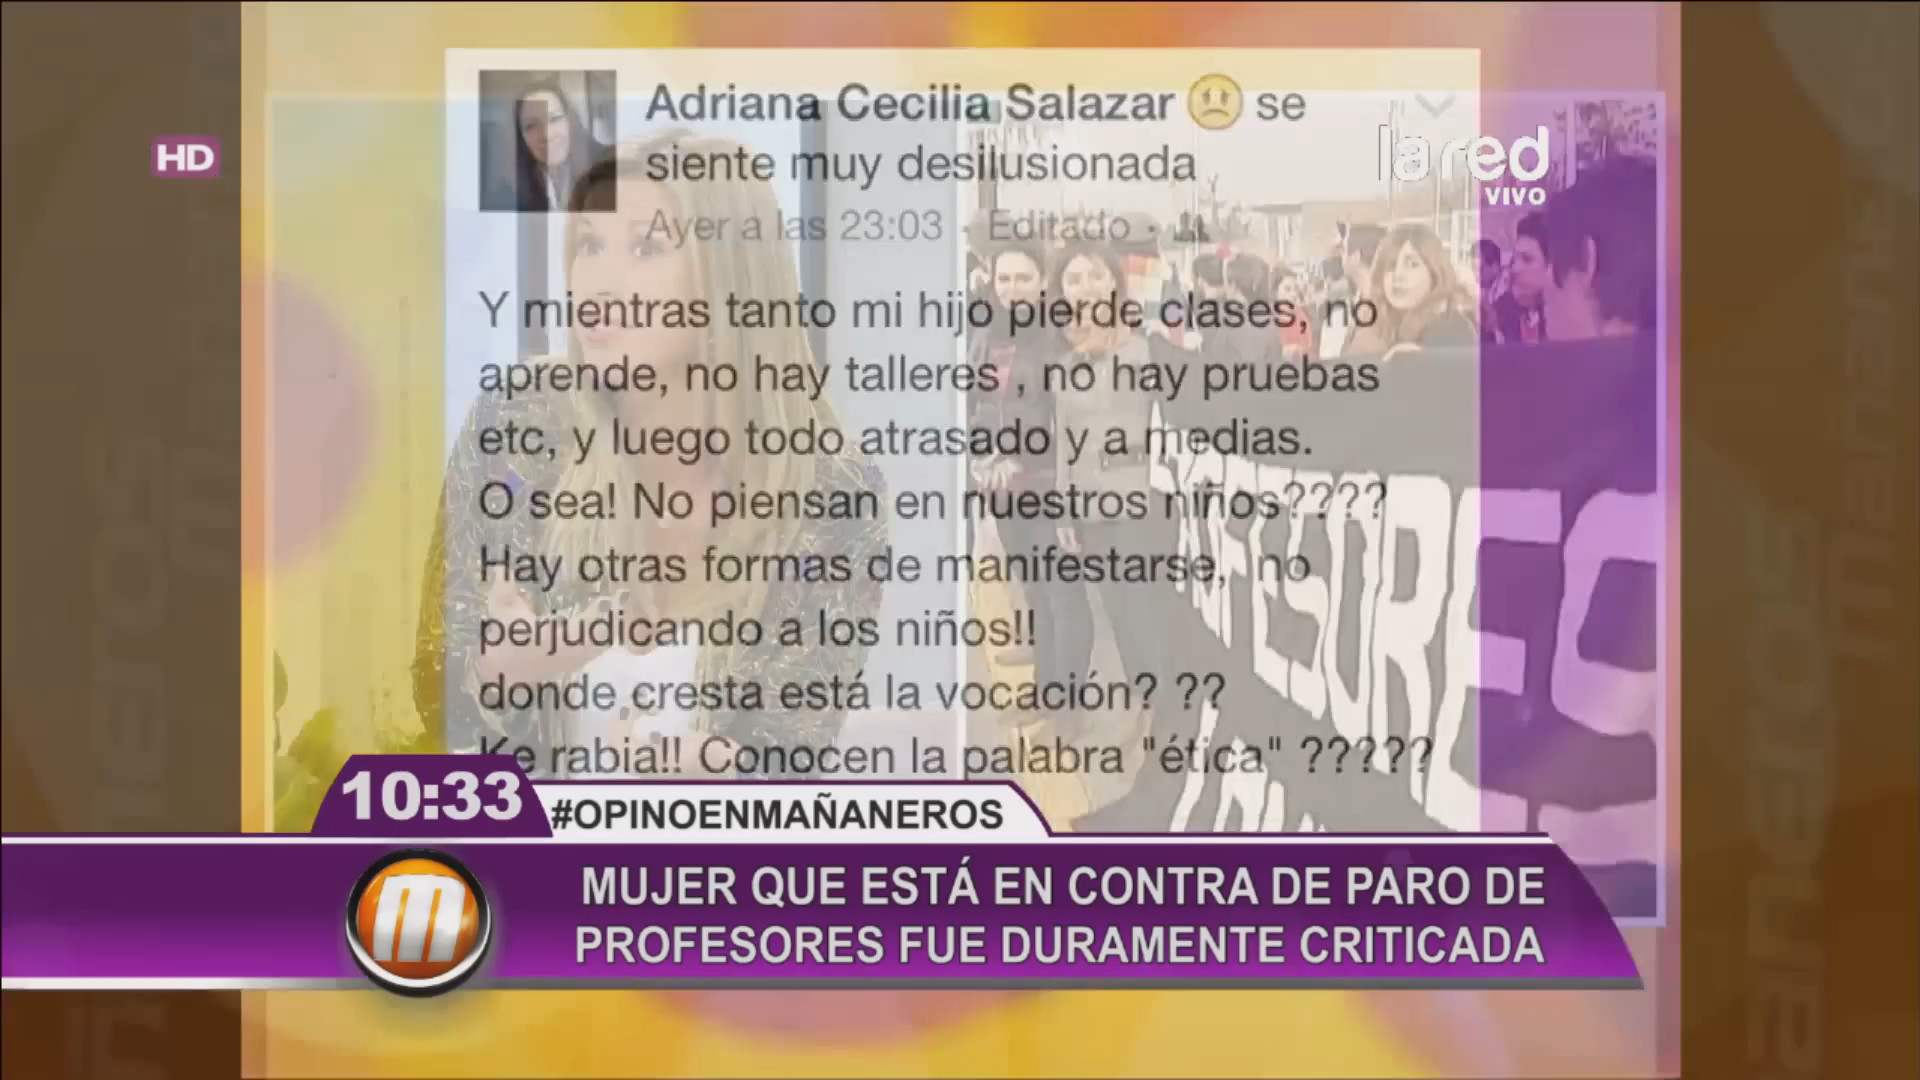 Adriana Cecilia Salazar se
siente muy desilusionada
Ayer a las 23:03 · Editado ·
HD
la red
VIVO
Y mientras tanto mi hijo pierde clases, no
aprende, no hay talleres , no hay pruebas
etc, y luego todo atrasado y a medias.
O sea! No piensan en nuestros niños????
Hay otras formas de manifestarse, no
perjudicando a los niños!!
donde cresta está la vocación? ??
Ke rabia!! Conocen la palabra "ética" ?????
PROFESORES
10:33
#OPINOENMAÑANEROS
m
MUJER QUE ESTÁ EN CONTRA DE PARO DE
PROFESORES FUE DURAMENTE CRITICADA